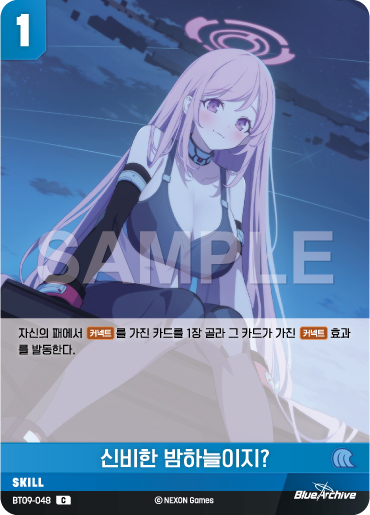 1
SAMPLE
자신의 패에서 커넥트 를 가진 카드를 1장 골라 그 카드가 가진 커넥트 효과
를 발동한다.
신비한 밤하늘이지?
SKILL
BT09-048 C © NEXON Games BlueArchive